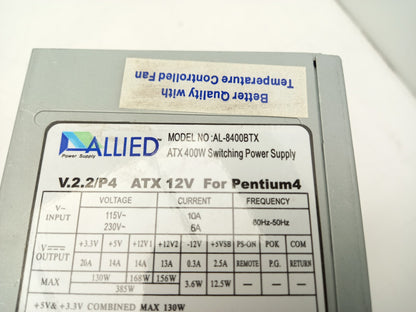 Better Quality with
Temperature Controlled Fan
ALLIED™
Power Supply
MODEL NO:AL-8400BTX
ATX 400W Switching Power Supply
V.2.2/P4 ATX 12V For Pentium4
V~ INPUT VOLTAGE CURRENT FREQUENCY
115V~ 10A 60Hz-50Hz
230V~ 6A
V OUTPUT +3.3V +5V +12V1 +12V2 -12V +5VSB PS-ON POK COM
26A 14A 14A 13A 0.3A 2.5A REMOTE P.G. RETURN
MAX 130W 168W 156W 3.6W 12.5W
385W
+5V& +3.3V COMBINED MAX 130W